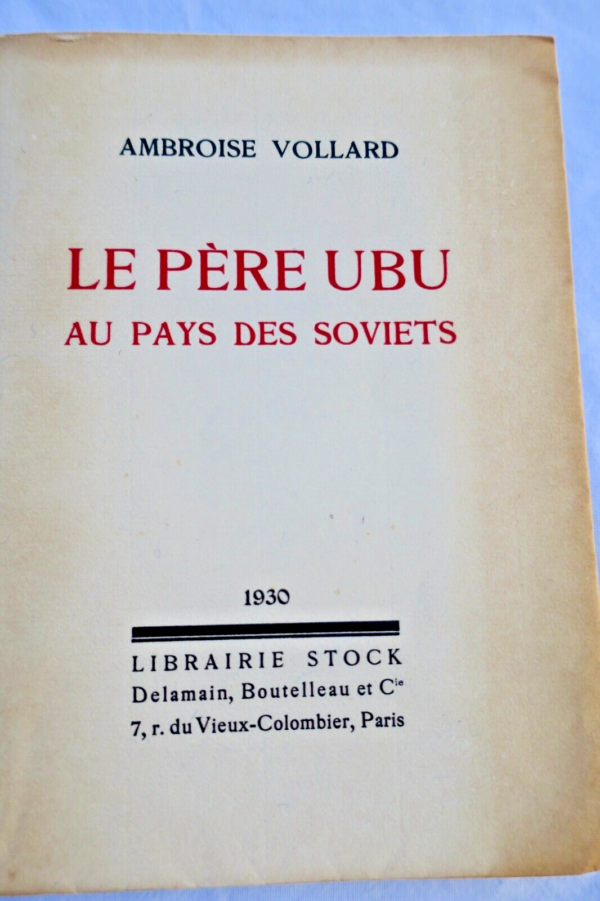 AMBROISE VOLLARD
LE PÈRE UBU
AU PAYS DES SOVIETS
1930
LIBRAIRIE STOCK
Delamain, Boutelleau et Cie
7, r. du Vieux-Colombier, Paris